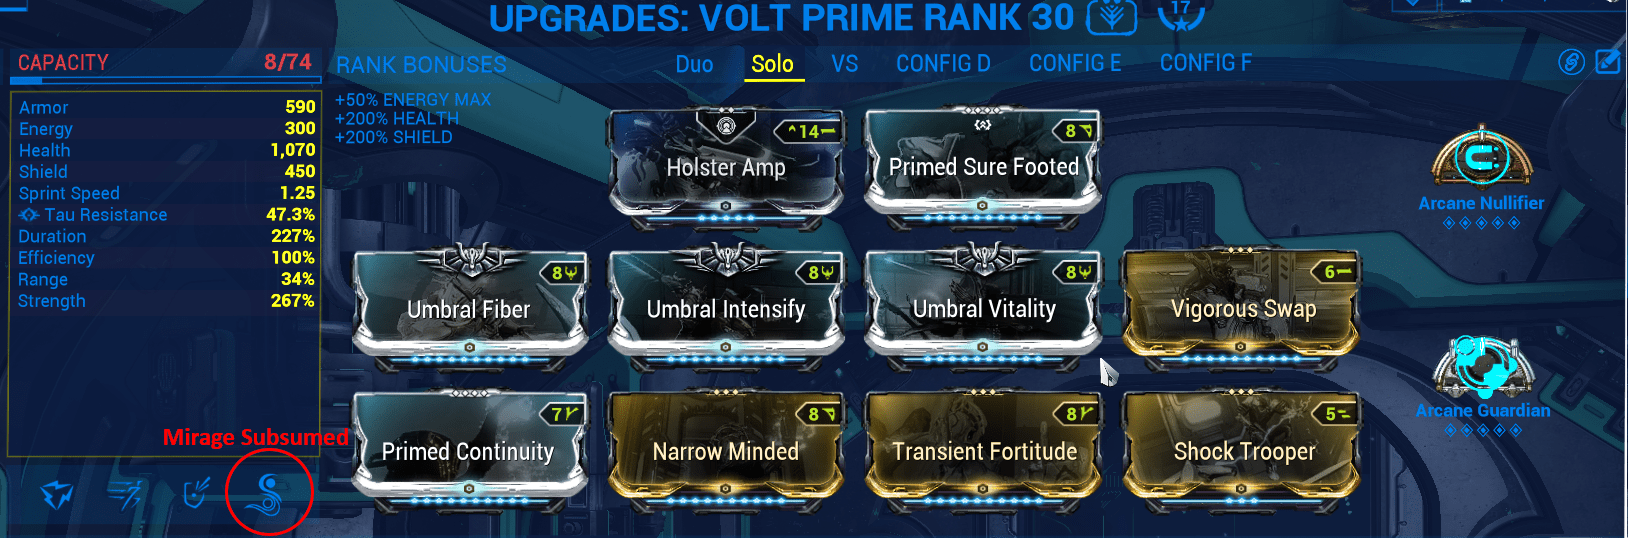 UPGRADES: VOLT PRIME RANK 30
17
CAPACITY 8/74
RANK BONUSES
Duo Solo VS CONFIG D CONFIG E CONFIG F
+50% ENERGY MAX
+200% HEALTH
+200% SHIELD
Armor 590
Energy 300
Health 1,070
Shield 450
Sprint Speed 1.25
Tau Resistance 47.3%
Duration 227%
Efficiency 100%
Range 34%
Strength 267%
14
Holster Amp
8
Primed Sure Footed
Arcane Nullifier
8
Umbral Fiber
8
Umbral Intensify
8
Umbral Vitality
6
Vigorous Swap
Arcane Guardian
7
Primed Continuity
8
Narrow Minded
8
Transient Fortitude
5
Shock Trooper
Mirage Subsumed